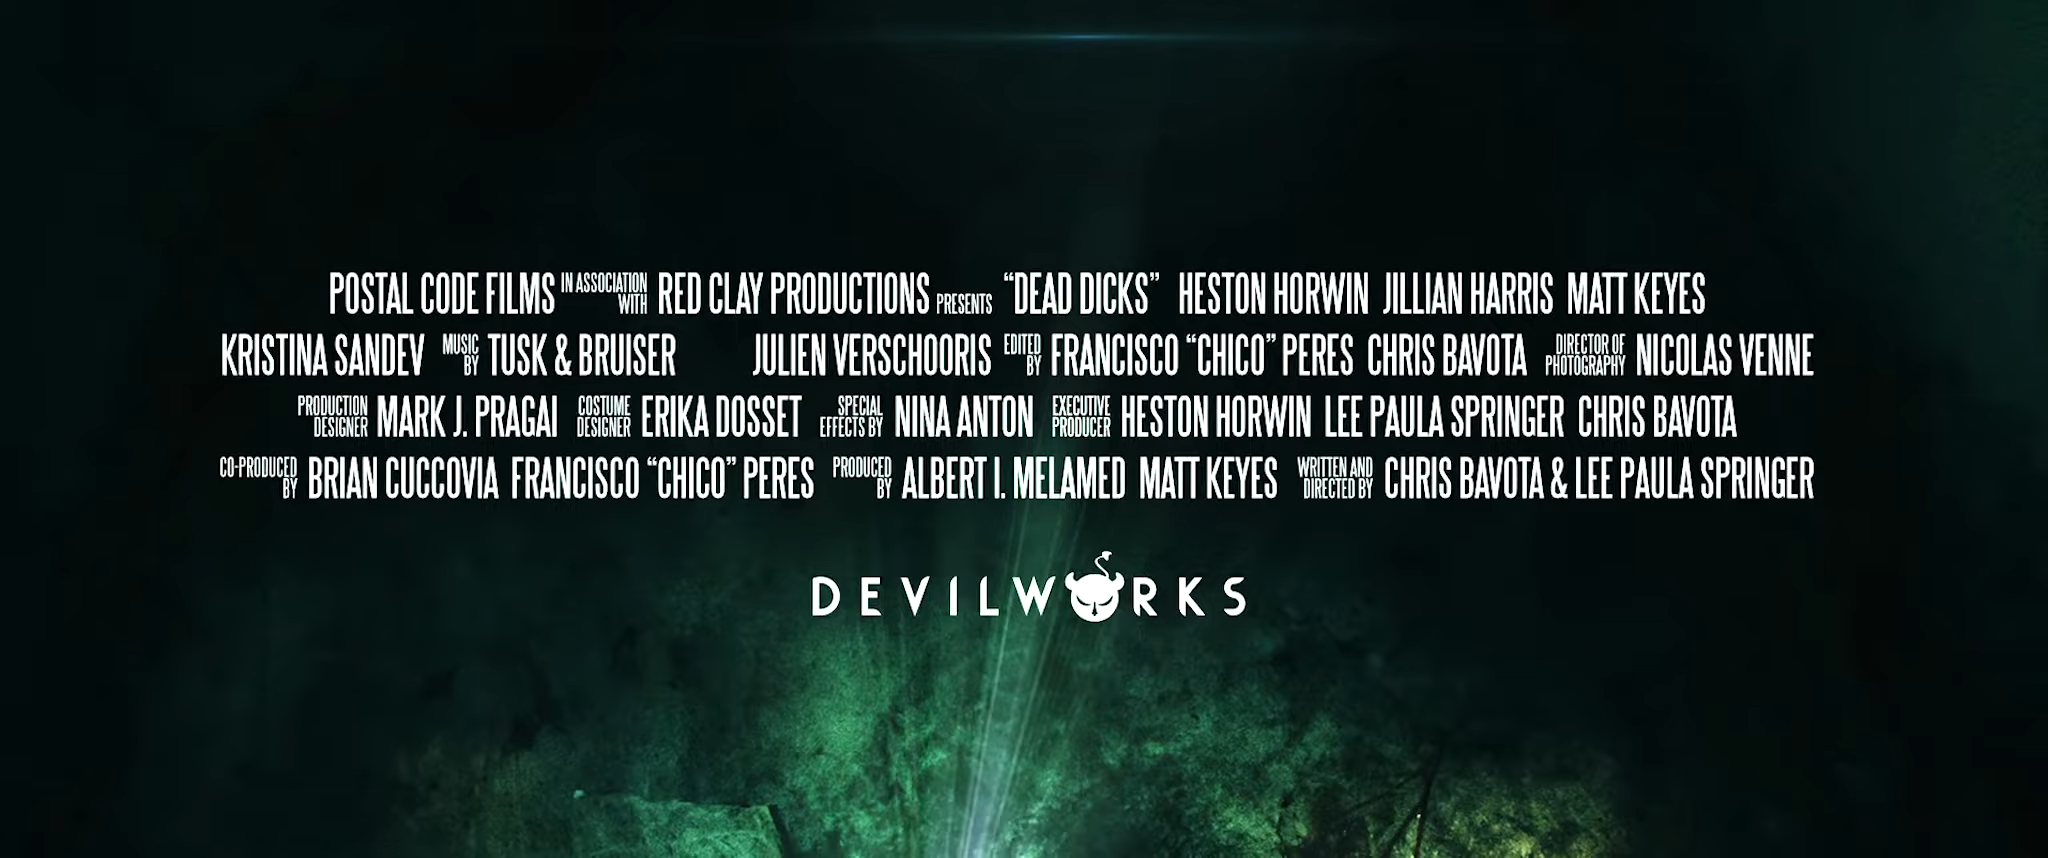 POSTAL CODE FILMS IN ASSOCIATION WITH RED CLAY PRODUCTIONS PRESENTS “DEAD DICKS” HESTON HORWIN JILLIAN HARRIS MATT KEYES
KRISTINA SANDEV MUSIC BY TUSK & BRUISER JULIEN VERSCHOORIS EDITED BY FRANCISCO “CHICO” PERES CHRIS BAVOTA DIRECTOR OF PHOTOGRAPHY NICOLAS VENNE
PRODUCTION DESIGNER MARK J. PRAGAI COSTUME DESIGNER ERIKA DOSSET SPECIAL EFFECTS BY NINA ANTON EXECUTIVE PRODUCER HESTON HORWIN LEE PAULA SPRINGER CHRIS BAVOTA
CO-PRODUCED BY BRIAN CUCCOVIA FRANCISCO “CHICO” PERES PRODUCED BY ALBERT I. MELAMED MATT KEYES WRITTEN AND DIRECTED BY CHRIS BAVOTA & LEE PAULA SPRINGER
DEVILWORKS